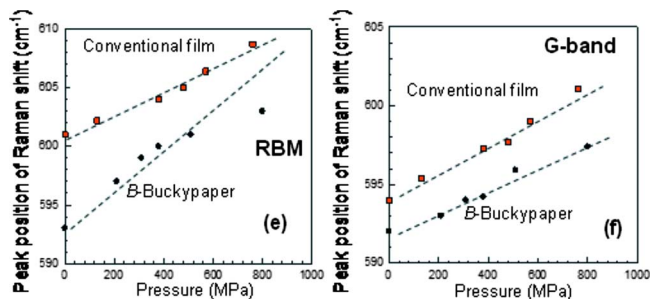 Peak position of Raman shift (cm-1)
610
600
590
Conventional film
RBM
B-Buckypaper
(e)
0 200 400 600 800 1000
Pressure (MPa)
Peak position of Raman shift (cm-1)
605
600
595
590
G-band
Conventional film
B-Buckypaper
(f)
0 200 400 600 800 1000
Pressure (MPa)